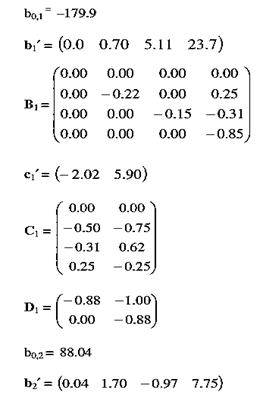 b0,1 = −179.9
b1′ = (0.0 0.70 5.11 23.7)
B1 =
0.00 0.00 0.00 0.00
0.00 −0.22 0.00 0.25
0.00 0.00 −0.15 −0.31
0.00 0.00 0.00 −0.85
c1′ = (−2.02 5.90)
C1 =
0.00 0.00
−0.50 −0.75
−0.31 0.62
0.25 −0.25
D1 =
−0.88 −1.00
0.00 −0.88
b0,2 = 88.04
b2′ = (0.04 1.70 −0.97 7.75)